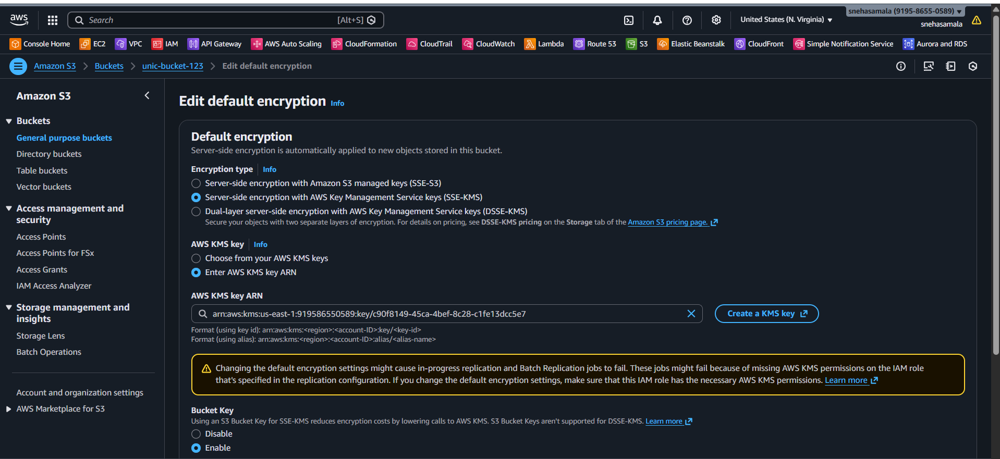 aws
Search [Alt+S]
United States (N. Virginia)
snehasamala (9195-8655-0589)
snehasamala
Console Home EC2 VPC IAM API Gateway AWS Auto Scaling CloudFormation CloudTrail CloudWatch Lambda Route 53 S3 Elastic Beanstalk CloudFront Simple Notification Service Aurora and RDS
Amazon S3 Buckets unic-bucket-123 Edit default encryption
Amazon S3
Buckets
General purpose buckets
Directory buckets
Table buckets
Vector buckets
Access management and
security
Access Points
Access Points for FSx
Access Grants
IAM Access Analyzer
Storage management and
insights
Storage Lens
Batch Operations
Account and organization settings
AWS Marketplace for S3
Edit default encryption Info
Default encryption
Server-side encryption is automatically applied to new objects stored in this bucket.
Encryption type Info
Server-side encryption with Amazon S3 managed keys (SSE-S3)
Server-side encryption with AWS Key Management Service keys (SSE-KMS)
Dual-layer server-side encryption with AWS Key Management Service keys (DSSE-KMS)
Secure your objects with two separate layers of encryption. For details on pricing, see DSSE-KMS pricing on the Storage tab of the Amazon S3 pricing page.
AWS KMS key Info
Choose from your AWS KMS keys
Enter AWS KMS key ARN
AWS KMS key ARN
arn:aws:kms:us-east-1:919586550589:key/c90f8149-45ca-4bef-8c28-c1fe13dcc5e7
Create a KMS key
Format (using key id): arn:aws:kms:<region>:<account-ID>:key/<key-id>
Format (using alias): arn:aws:kms:<region>:<account-ID>:alias/<alias-name>
Changing the default encryption settings might cause in-progress replication and Batch Replication jobs to fail. These jobs might fail because of missing AWS KMS permissions on the IAM role
that's specified in the replication configuration. If you change the default encryption settings, make sure that this IAM role has the necessary AWS KMS permissions. Learn more
Bucket Key
Using an S3 Bucket Key for SSE-KMS reduces encryption costs by lowering calls to AWS KMS. S3 Bucket Keys aren't supported for DSSE-KMS. Learn more
Disable
Enable